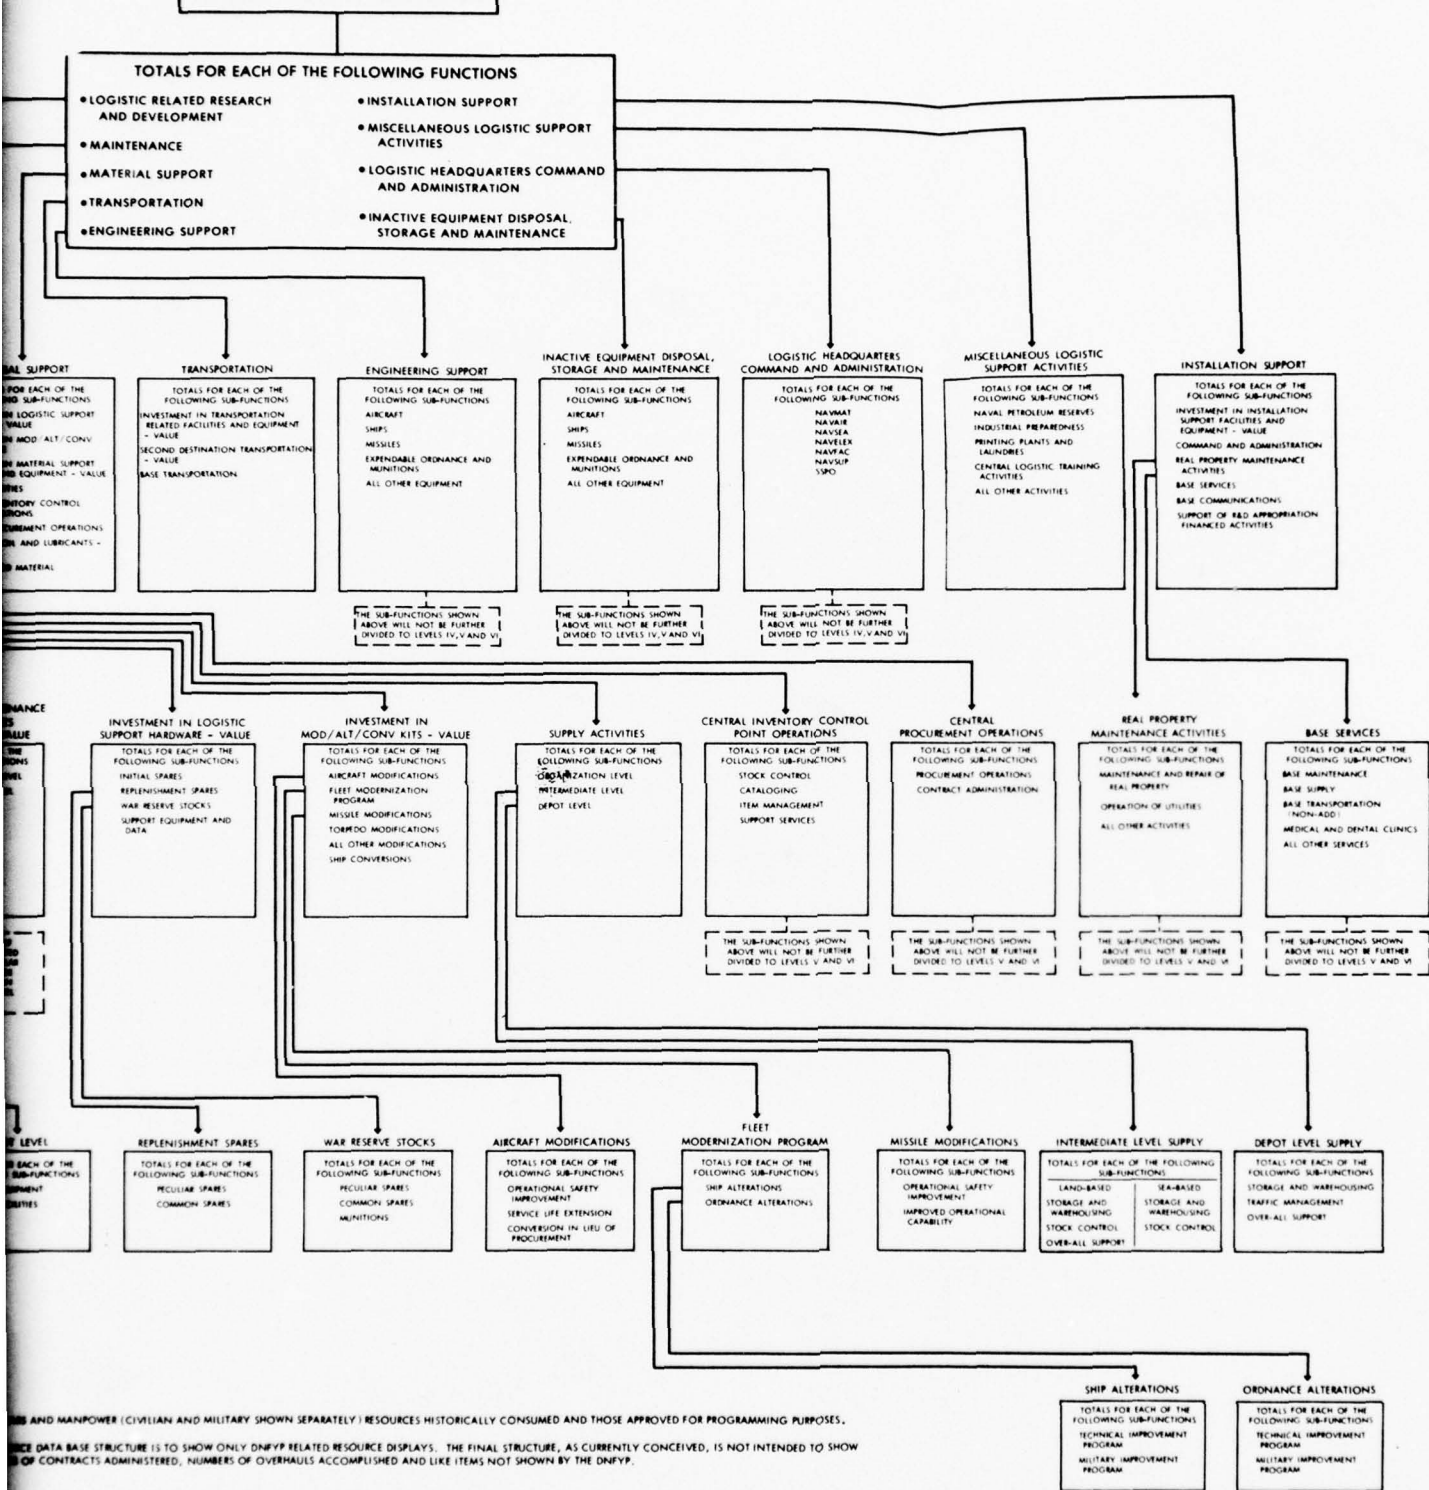 TOTALS FOR EACH OF THE FOLLOWING FUNCTIONS
• LOGISTIC RELATED RESEARCH
AND DEVELOPMENT
• MAINTENANCE
• MATERIAL SUPPORT
• TRANSPORTATION
• ENGINEERING SUPPORT
• INSTALLATION SUPPORT
• MISCELLANEOUS LOGISTIC SUPPORT
ACTIVITIES
• LOGISTIC HEADQUARTERS COMMAND
AND ADMINISTRATION
• INACTIVE EQUIPMENT DISPOSAL,
STORAGE AND MAINTENANCE
SUPPORT
FOR EACH OF THE
SUB-FUNCTIONS
LOGISTIC SUPPORT
VALUE
MOD/ALT/CONV
MATERIAL SUPPORT
EQUIPMENT - VALUE
CONTROL
OPERATIONS
AND LUBRICANTS -
MATERIAL
TRANSPORTATION
TOTALS FOR EACH OF THE
FOLLOWING SUB-FUNCTIONS
INVESTMENT IN TRANSPORTATION
RELATED FACILITIES AND EQUIPMENT
- VALUE
SECOND DESTINATION TRANSPORTATION
- VALUE
BASE TRANSPORTATION
ENGINEERING SUPPORT
TOTALS FOR EACH OF THE
FOLLOWING SUB-FUNCTIONS
AIRCRAFT
SHIPS
MISSILES
EXPENDABLE ORDNANCE AND
MUNITIONS
ALL OTHER EQUIPMENT
THE SUB-FUNCTIONS SHOWN
ABOVE WILL NOT BE FURTHER
DIVIDED TO LEVELS IV, V AND VI
INACTIVE EQUIPMENT DISPOSAL,
STORAGE AND MAINTENANCE
TOTALS FOR EACH OF THE
FOLLOWING SUB-FUNCTIONS
AIRCRAFT
SHIPS
MISSILES
EXPENDABLE ORDNANCE AND
MUNITIONS
ALL OTHER EQUIPMENT
THE SUB-FUNCTIONS SHOWN
ABOVE WILL NOT BE FURTHER
DIVIDED TO LEVELS IV, V AND VI
LOGISTIC HEADQUARTERS
COMMAND AND ADMINISTRATION
TOTALS FOR EACH OF THE
FOLLOWING SUB-FUNCTIONS
NAVMAT
NAVAIR
NAVSEA
NAVELEX
NAVFAC
NAVSUP
SSPO
THE SUB-FUNCTIONS SHOWN
ABOVE WILL NOT BE FURTHER
DIVIDED TO LEVELS IV, V AND VI
MISCELLANEOUS LOGISTIC
SUPPORT ACTIVITIES
TOTALS FOR EACH OF THE
FOLLOWING SUB-FUNCTIONS
NAVAL PETROLEUM RESERVES
INDUSTRIAL PREPAREDNESS
PRINTING PLANTS AND
LAUNDRIES
CENTRAL LOGISTIC TRAINING
ACTIVITIES
ALL OTHER ACTIVITIES
INSTALLATION SUPPORT
TOTALS FOR EACH OF THE
FOLLOWING SUB-FUNCTIONS
INVESTMENT IN INSTALLATION
SUPPORT FACILITIES AND
EQUIPMENT - VALUE
COMMAND AND ADMINISTRATION
REAL PROPERTY MAINTENANCE
ACTIVITIES
BASE SERVICES
BASE COMMUNICATIONS
SUPPORT OF R&D APPROPRIATION
FINANCED ACTIVITIES
INVESTMENT IN LOGISTIC
SUPPORT HARDWARE - VALUE
TOTALS FOR EACH OF THE
FOLLOWING SUB-FUNCTIONS
INITIAL SPARES
REPLENISHMENT SPARES
WAR RESERVE STOCKS
SUPPORT EQUIPMENT AND
DATA
INVESTMENT IN
MOD/ALT/CONV KITS - VALUE
TOTALS FOR EACH OF THE
FOLLOWING SUB-FUNCTIONS
AIRCRAFT MODIFICATIONS
FLEET MODERNIZATION
PROGRAM
MISSILE MODIFICATIONS
TORPEDO MODIFICATIONS
ALL OTHER MODIFICATIONS
SHIP CONVERSIONS
SUPPLY ACTIVITIES
TOTALS FOR EACH OF THE
FOLLOWING SUB-FUNCTIONS
ORGANIZATION LEVEL
INTERMEDIATE LEVEL
DEPOT LEVEL
CENTRAL INVENTORY CONTROL
POINT OPERATIONS
TOTALS FOR EACH OF THE
FOLLOWING SUB-FUNCTIONS
STOCK CONTROL
CATALOGING
ITEM MANAGEMENT
SUPPORT SERVICES
THE SUB-FUNCTIONS SHOWN
ABOVE WILL NOT BE FURTHER
DIVIDED TO LEVELS V AND VI
CENTRAL
PROCUREMENT OPERATIONS
TOTALS FOR EACH OF THE
FOLLOWING SUB-FUNCTIONS
PROCUREMENT OPERATIONS
CONTRACT ADMINISTRATION
THE SUB-FUNCTIONS SHOWN
ABOVE WILL NOT BE FURTHER
DIVIDED TO LEVELS V AND VI
REAL PROPERTY
MAINTENANCE ACTIVITIES
TOTALS FOR EACH OF THE
FOLLOWING SUB-FUNCTIONS
MAINTENANCE AND REPAIR OF
REAL PROPERTY
OPERATION OF UTILITIES
ALL OTHER ACTIVITIES
THE SUB-FUNCTIONS SHOWN
ABOVE WILL NOT BE FURTHER
DIVIDED TO LEVELS V AND VI
BASE SERVICES
TOTALS FOR EACH OF THE
FOLLOWING SUB-FUNCTIONS
BASE MAINTENANCE
BASE SUPPLY
BASE TRANSPORTATION
(NON-ADD)
MEDICAL AND DENTAL CLINICS
ALL OTHER SERVICES
THE SUB-FUNCTIONS SHOWN
ABOVE WILL NOT BE FURTHER
DIVIDED TO LEVELS V AND VI
LEVEL
EACH OF THE
SUB-FUNCTIONS
REPLENISHMENT SPARES
TOTALS FOR EACH OF THE
FOLLOWING SUB-FUNCTIONS
PECULIAR SPARES
COMMON SPARES
WAR RESERVE STOCKS
TOTALS FOR EACH OF THE
FOLLOWING SUB-FUNCTIONS
PECULIAR SPARES
COMMON SPARES
MUNITIONS
AIRCRAFT MODIFICATIONS
TOTALS FOR EACH OF THE
FOLLOWING SUB-FUNCTIONS
OPERATIONAL SAFETY
IMPROVEMENT
SERVICE LIFE EXTENSION
CONVERSION IN LIEU OF
PROCUREMENT
FLEET
MODERNIZATION PROGRAM
TOTALS FOR EACH OF THE
FOLLOWING SUB-FUNCTIONS
SHIP ALTERATIONS
ORDNANCE ALTERATIONS
MISSILE MODIFICATIONS
TOTALS FOR EACH OF THE
FOLLOWING SUB-FUNCTIONS
OPERATIONAL SAFETY
IMPROVEMENT
IMPROVED OPERATIONAL
CAPABILITY
INTERMEDIATE LEVEL SUPPLY
TOTALS FOR EACH OF THE FOLLOWING
SUB-FUNCTIONS
LAND-BASED
STORAGE AND
WAREHOUSING
STOCK CONTROL
OVER-ALL SUPPORT
SEA-BASED
STORAGE AND
WAREHOUSING
STOCK CONTROL
DEPOT LEVEL SUPPLY
TOTALS FOR EACH OF THE
FOLLOWING SUB-FUNCTIONS
STORAGE AND WAREHOUSING
TRAFFIC MANAGEMENT
OVER-ALL SUPPORT
SHIP ALTERATIONS
TOTALS FOR EACH OF THE
FOLLOWING SUB-FUNCTIONS
TECHNICAL IMPROVEMENT
PROGRAM
MILITARY IMPROVEMENT
PROGRAM
ORDNANCE ALTERATIONS
TOTALS FOR EACH OF THE
FOLLOWING SUB-FUNCTIONS
TECHNICAL IMPROVEMENT
PROGRAM
MILITARY IMPROVEMENT
PROGRAM
AND MANPOWER (CIVILIAN AND MILITARY SHOWN SEPARATELY) RESOURCES HISTORICALLY CONSUMED AND THOSE APPROVED FOR PROGRAMMING PURPOSES.
DATA BASE STRUCTURE IS TO SHOW ONLY DNFYP RELATED RESOURCE DISPLAYS. THE FINAL STRUCTURE, AS CURRENTLY CONCEIVED, IS NOT INTENDED TO SHOW
OF CONTRACTS ADMINISTERED, NUMBERS OF OVERHAULS ACCOMPLISHED AND LIKE ITEMS NOT SHOWN BY THE DNFYP.